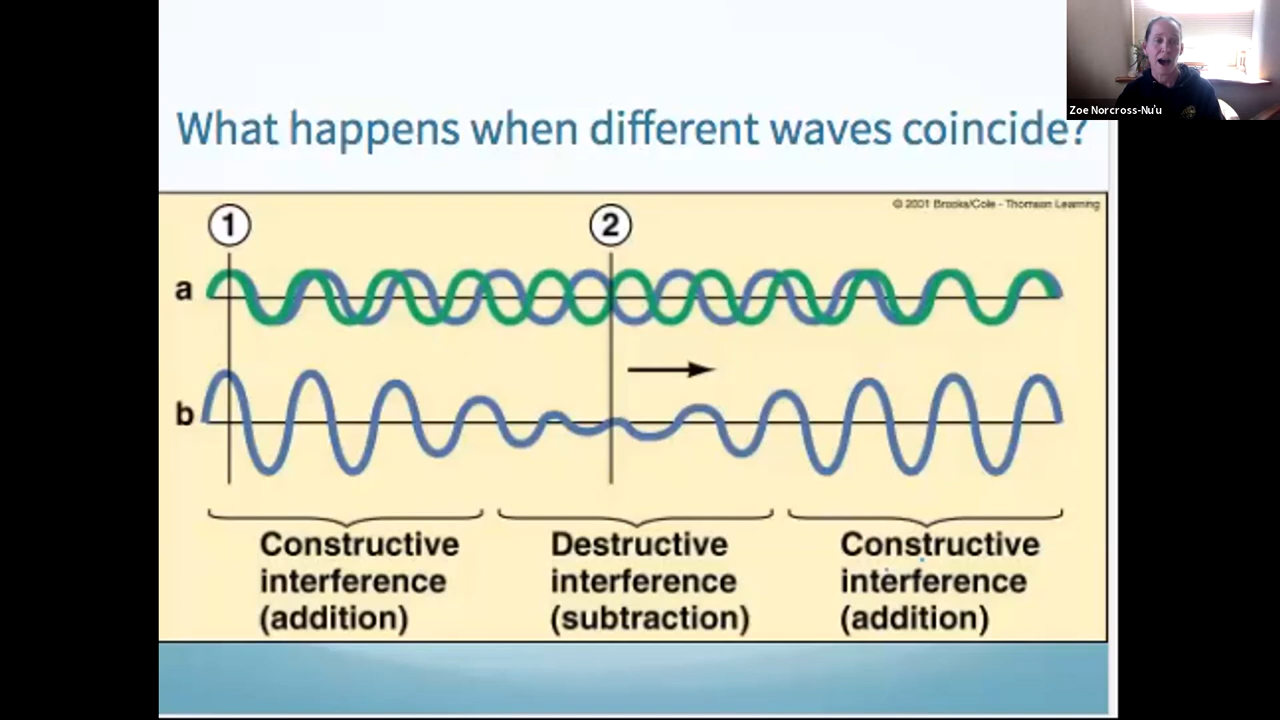 Zoe Norcross-Nu'u
What happens when different waves coincide?
© 2001 Brooks/Cole - Thomson Learning
1
2
a
b
Constructive
interference
(addition)
Destructive
interference
(subtraction)
Constructive
interference
(addition)